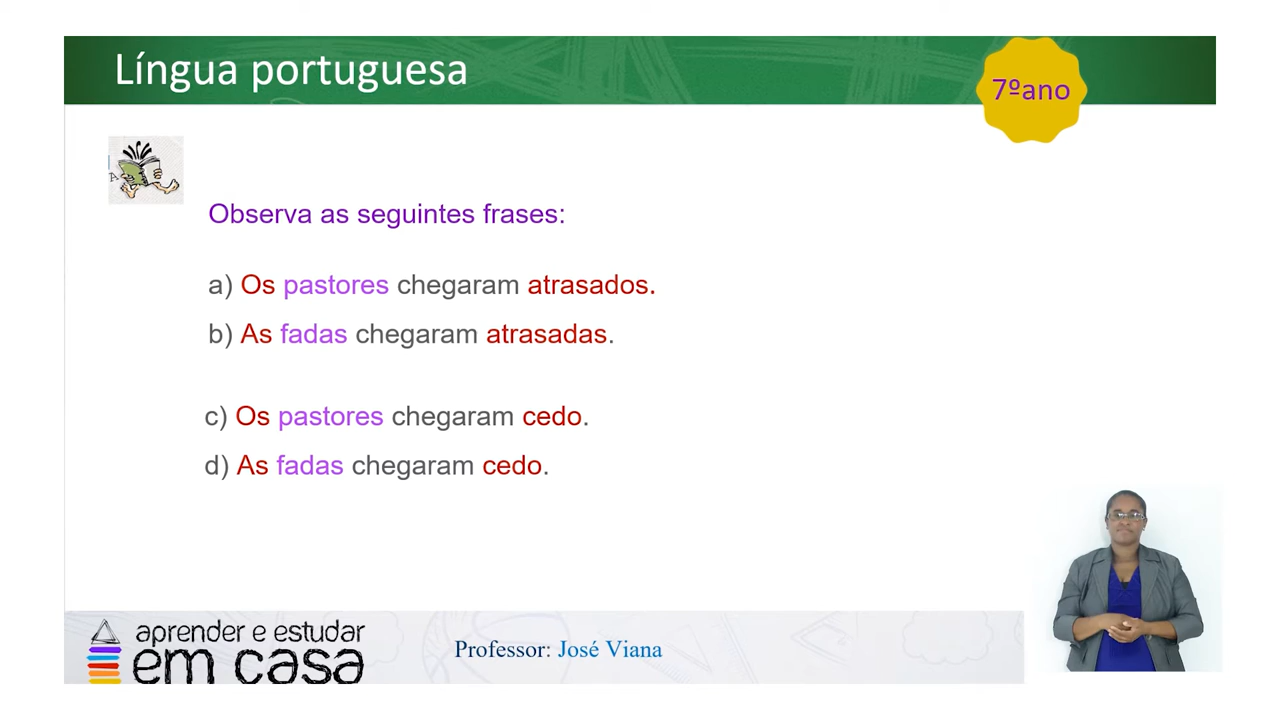 Língua portuguesa
7ºano
Observa as seguintes frases:
a) Os pastores chegaram atrasados.
b) As fadas chegaram atrasadas.
c) Os pastores chegaram cedo.
d) As fadas chegaram cedo.
aprender e estudar
em casa
Professor: José Viana